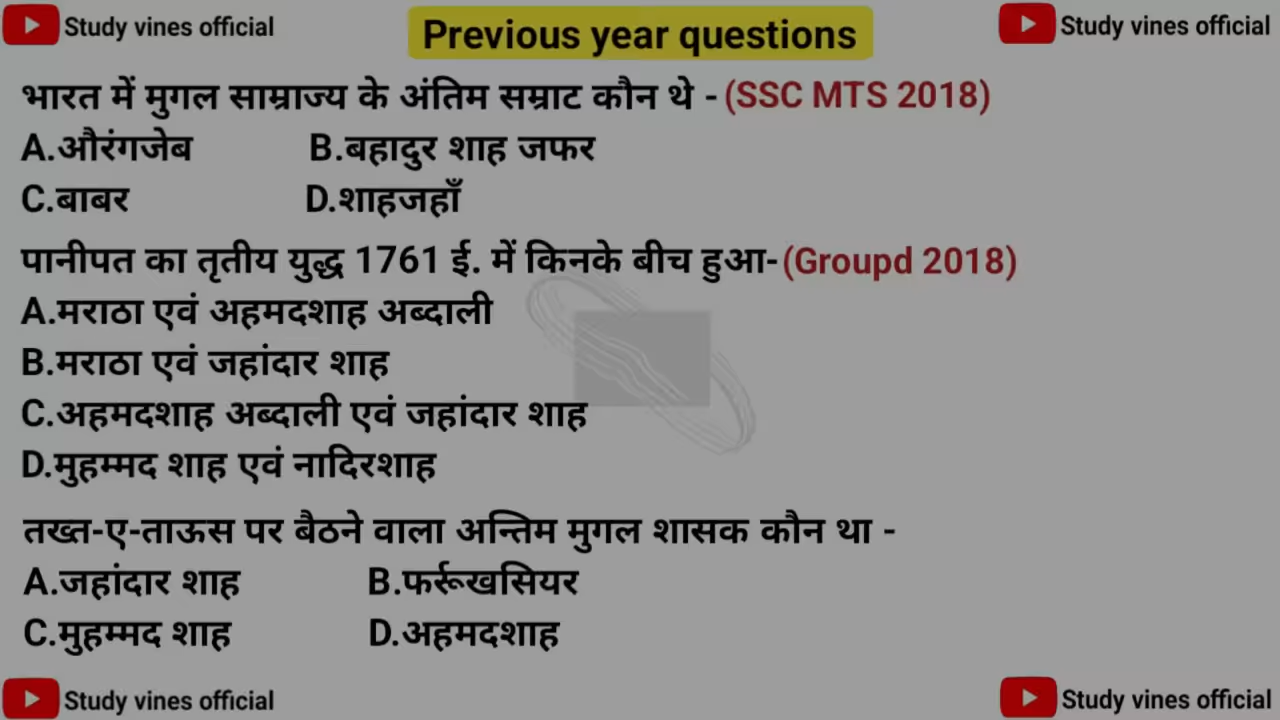 Study vines official Previous year questions Study vines official
भारत में मुगल साम्राज्य के अंतिम सम्राट कौन थे - (SSC MTS 2018)
A.औरंगजेब B.बहादुर शाह जफर
C.बाबर D.शाहजहाँ
पानीपत का तृतीय युद्ध 1761 ई. में किनके बीच हुआ- (Groupd 2018)
A.मराठा एवं अहमदशाह अब्दाली
B.मराठा एवं जहांदार शाह
C.अहमदशाह अब्दाली एवं जहांदार शाह
D.मुहम्मद शाह एवं नादिरशाह
तख्त-ए-ताऊस पर बैठने वाला अन्तिम मुगल शासक कौन था -
A.जहांदार शाह B.फर्रूखसियर
C.मुहम्मद शाह D.अहमदशाह
Study vines official Study vines official